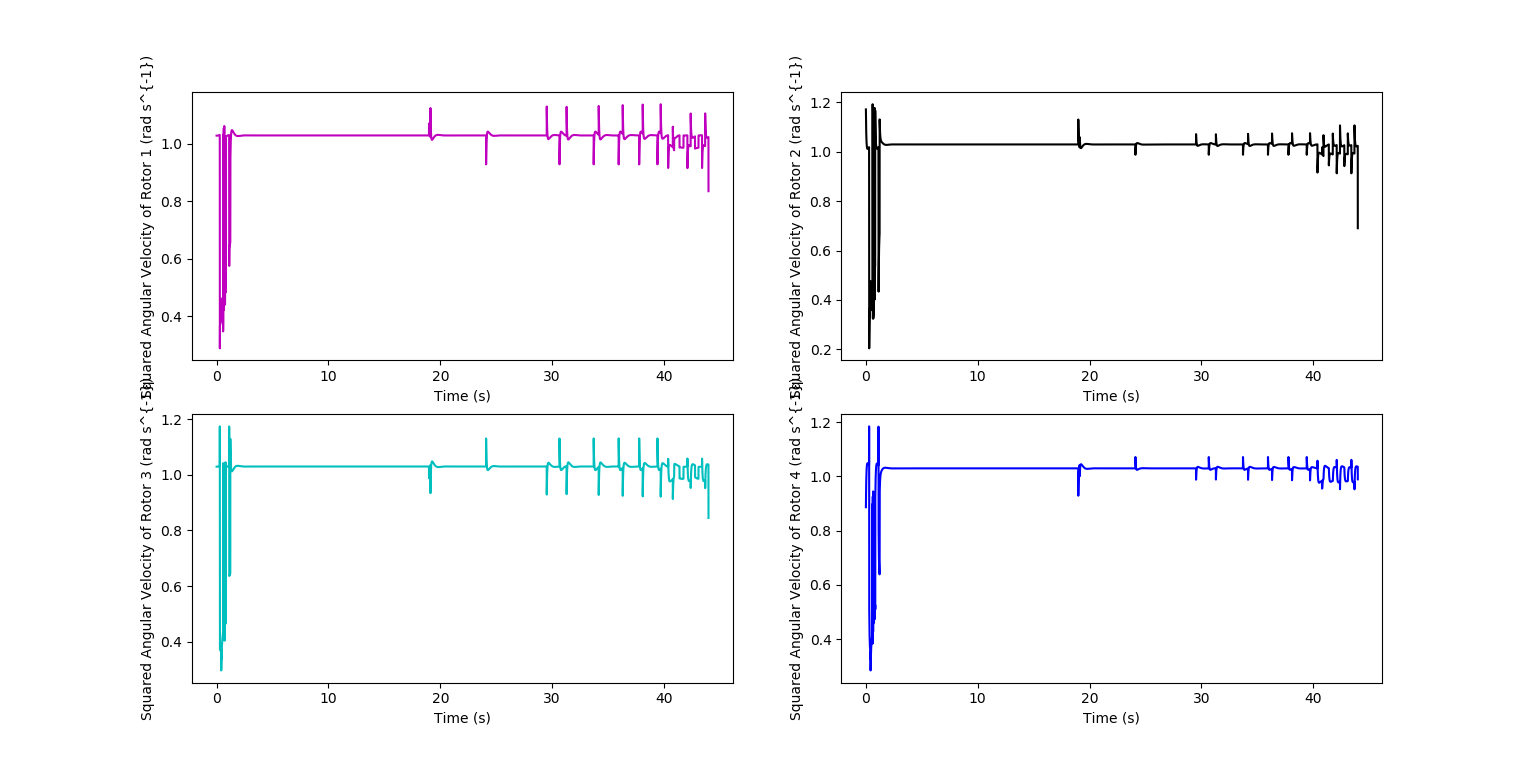 Squared Angular Velocity of Rotor 1 (rad s^{-1})
1.0
0.8
0.6
0.4
0 10 20 30 40
Time (s)
Squared Angular Velocity of Rotor 2 (rad s^{-1})
1.2
1.0
0.8
0.6
0.4
0.2
0 10 20 30 40
Time (s)
Squared Angular Velocity of Rotor 3 (rad s^{-1})
1.2
1.0
0.8
0.6
0.4
0 10 20 30 40
Time (s)
Squared Angular Velocity of Rotor 4 (rad s^{-1})
1.2
1.0
0.8
0.6
0.4
0 10 20 30 40
Time (s)